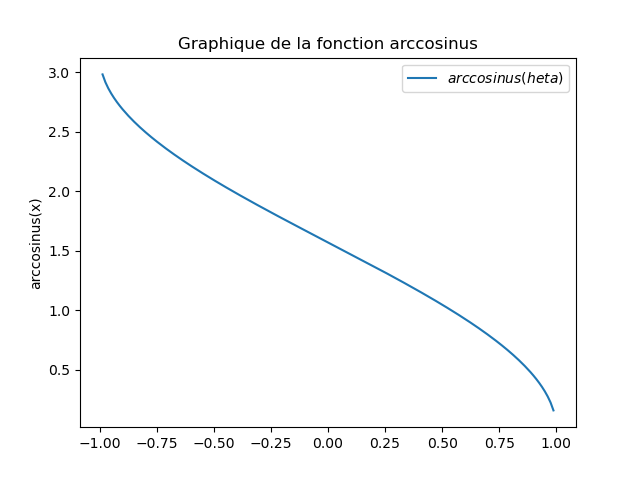 Graphique de la fonction arccosinus
arccosinus(heta)
3.0
2.5
2.0
1.5
1.0
0.5
arccosinus(x)
−1.00 −0.75 −0.50 −0.25 0.00 0.25 0.50 0.75 1.00